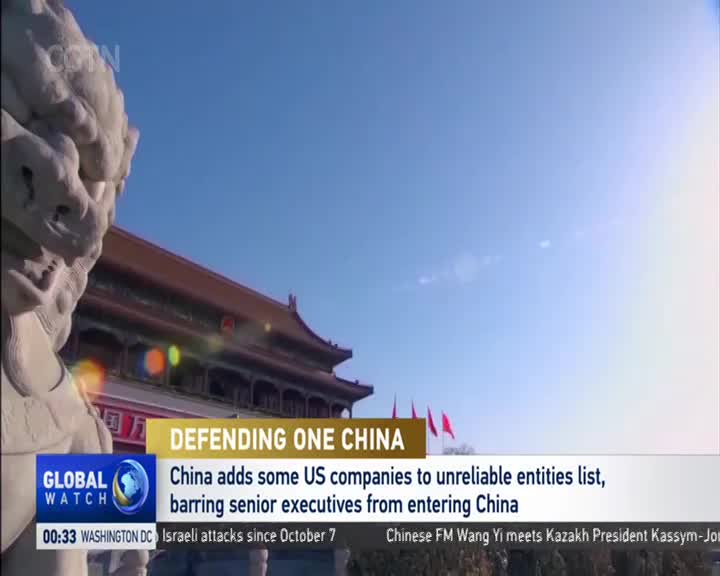 CGTN
国万
DEFENDING ONE CHINA
GLOBAL
WATCH
China adds some US companies to unreliable entities list,
barring senior executives from entering China
00:33 WASHINGTON DC
Israeli attacks since October 7 Chinese FM Wang Yi meets Kazakh President Kassym-Jo